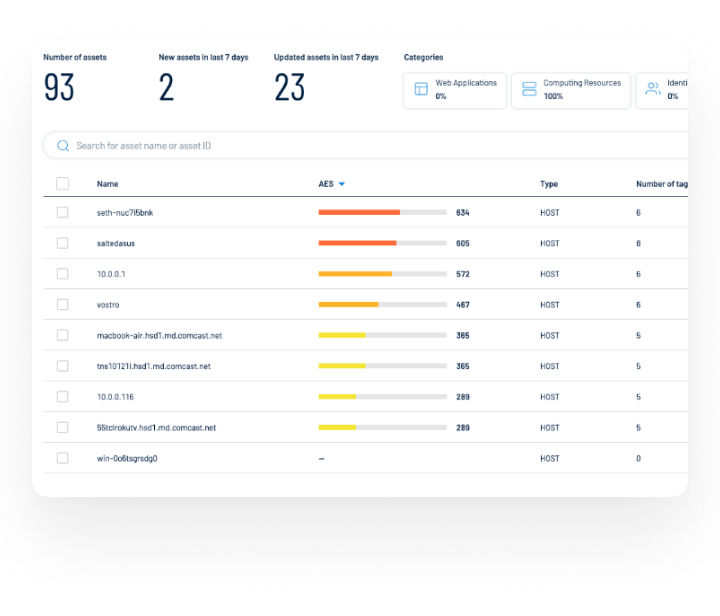 Number of assets New assets in last 7 days Updated assets in last 7 days Categories
93 2 23
Web Applications 0% Computing Resources 100% Identi 0%
Search for asset name or asset ID
Name AES Type Number of tag
seth-nuc7i5bnk 634 HOST 6
saltedasus 605 HOST 8
10.0.0.1 572 HOST 6
vostro 467 HOST 6
macbook-air.hsd1.md.comcast.net 365 HOST 5
tns10121l.hsd1.md.comcast.net 365 HOST 5
10.0.0.116 289 HOST 5
55tclrokutv.hsd1.md.comcast.net 289 HOST 5
win-0o6tsgrsdg0 – HOST 0